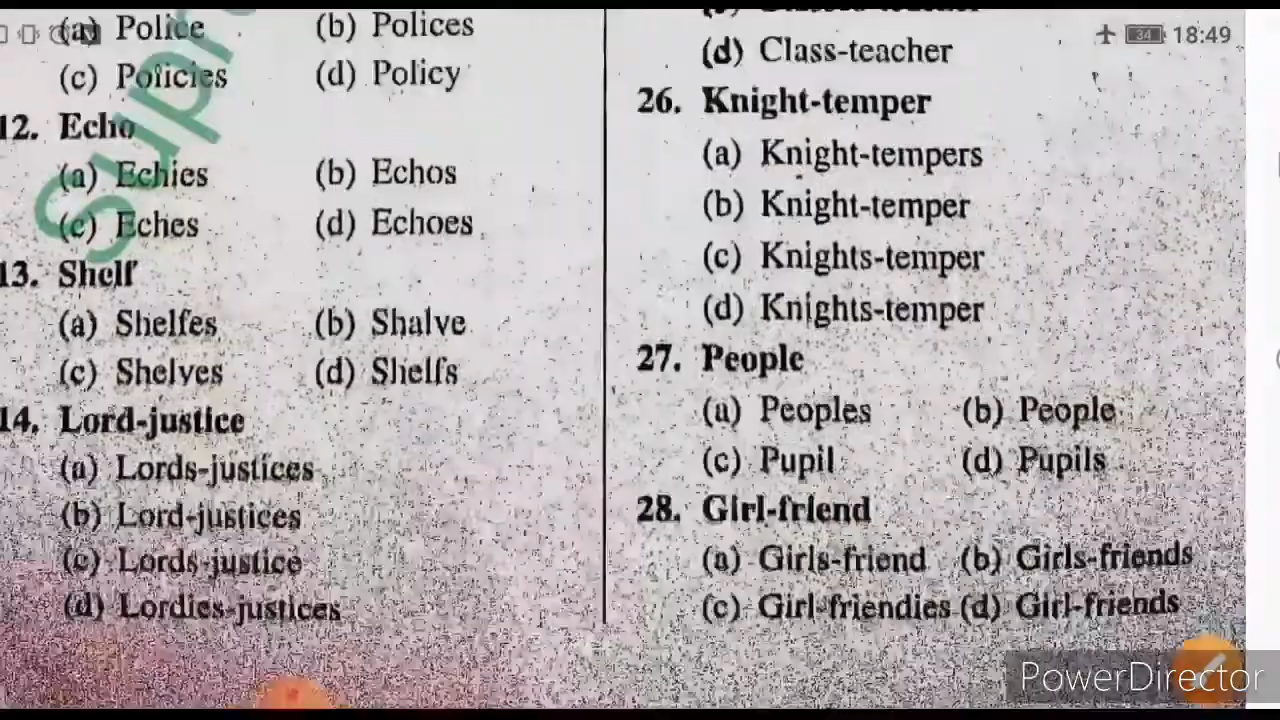 (a) Police (b) Polices
(c) Policies (d) Policy
12. Echo
(a) Echies (b) Echos
(c) Eches (d) Echoes
13. Shelf
(a) Shelfes (b) Shalve
(c) Shelves (d) Shelfs
14. Lord-justice
(a) Lords-justices
(b) Lord-justices
(c) Lords-justice
(d) Lordies-justices
34 18:49
(d) Class-teacher
26. Knight-temper
(a) Knight-tempers
(b) Knight-temper
(c) Knights-temper
(d) Knights-temper
27. People
(a) Peoples (b) People
(c) Pupil (d) Pupils
28. Girl-friend
(a) Girls-friend (b) Girls-friends
(c) Girl-friendies (d) Girl-friends
PowerDirector